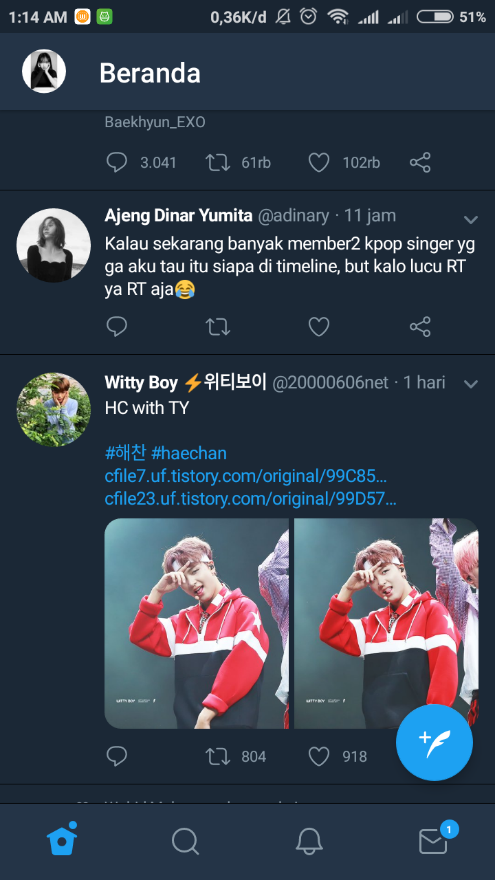 1:14 AM 0,36K/d 51%
Beranda
Baekhyun_EXO
3.041 61rb 102rb
Ajeng Dinar Yumita @adinary · 11 jam
Kalau sekarang banyak member2 kpop singer yg
ga aku tau itu siapa di timeline, but kalo lucu RT
ya RT aja😂
Witty Boy ⚡위티보이 @20000606net · 1 hari
HC with TY
#해찬 #haechan
cfile7.uf.tistory.com/original/99C85...
cfile23.uf.tistory.com/original/99D57...
WITTY BOY
WITTY BOY
804 918
1